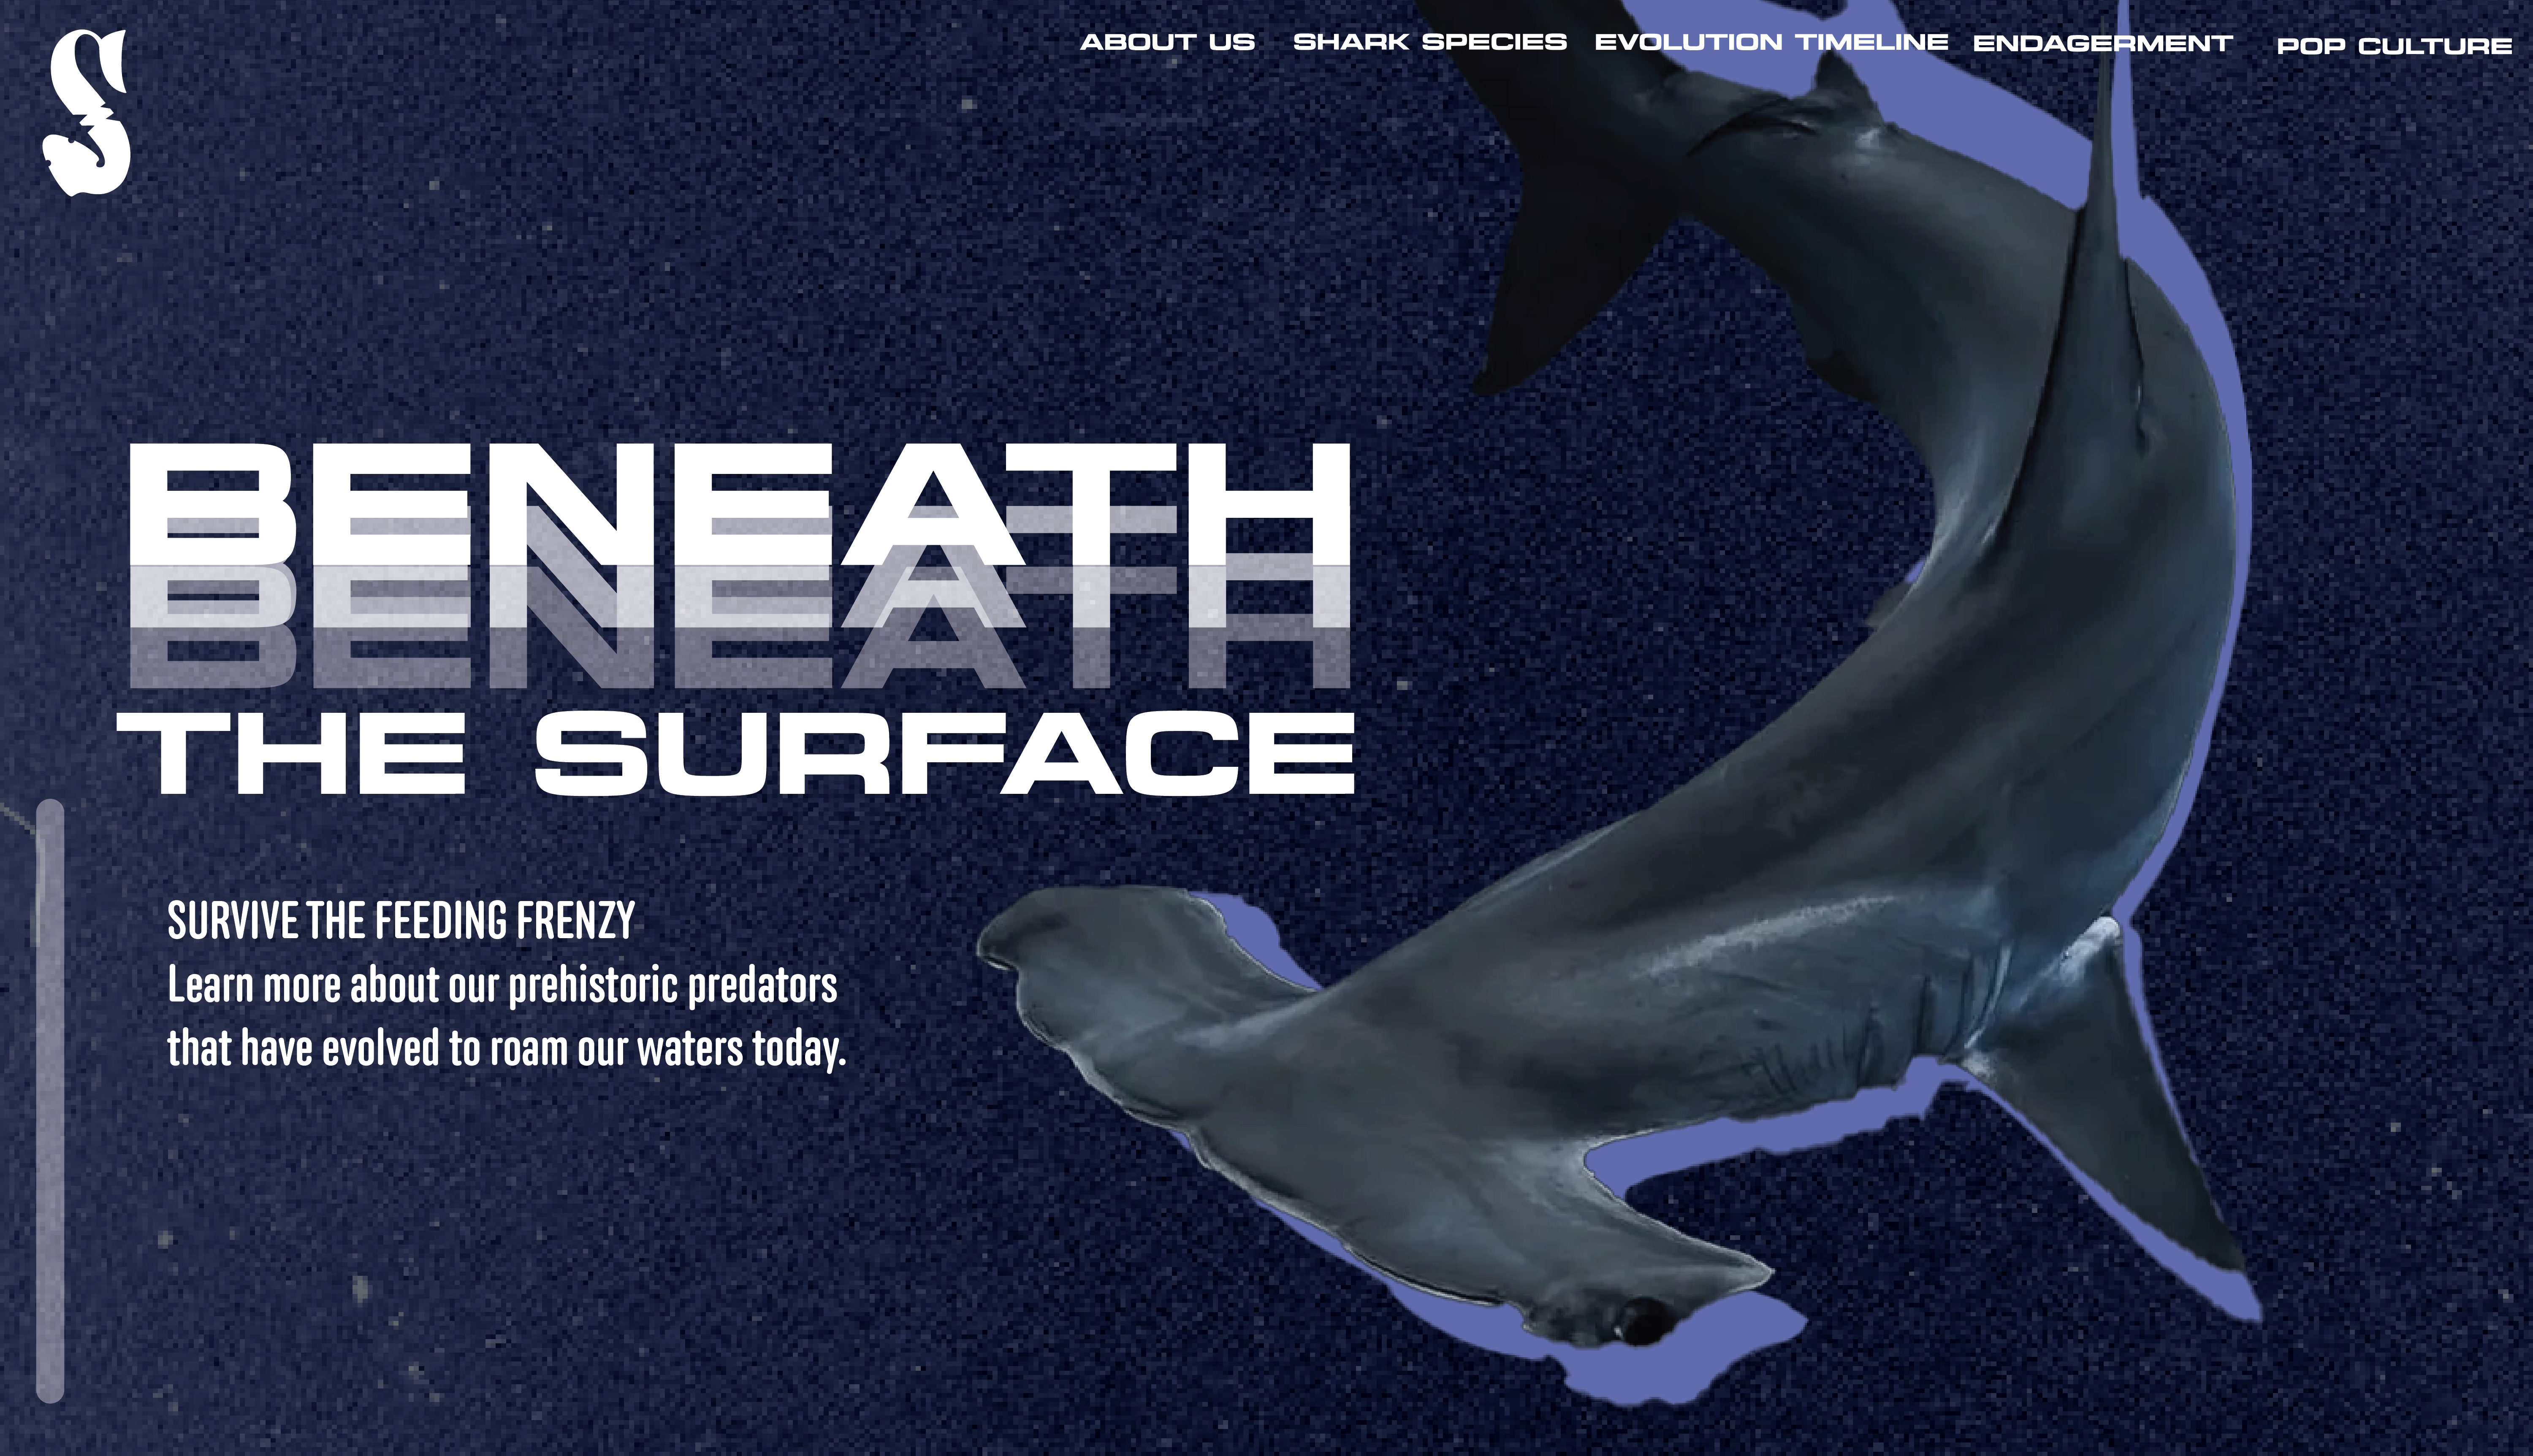 S
ABOUT US SHARK SPECIES EVOLUTION TIMELINE ENDAGERMENT POP CULTURE
BENEATH
BENEATH
BENEATH
THE SURFACE
SURVIVE THE FEEDING FRENZY
Learn more about our prehistoric predators
that have evolved to roam our waters today.